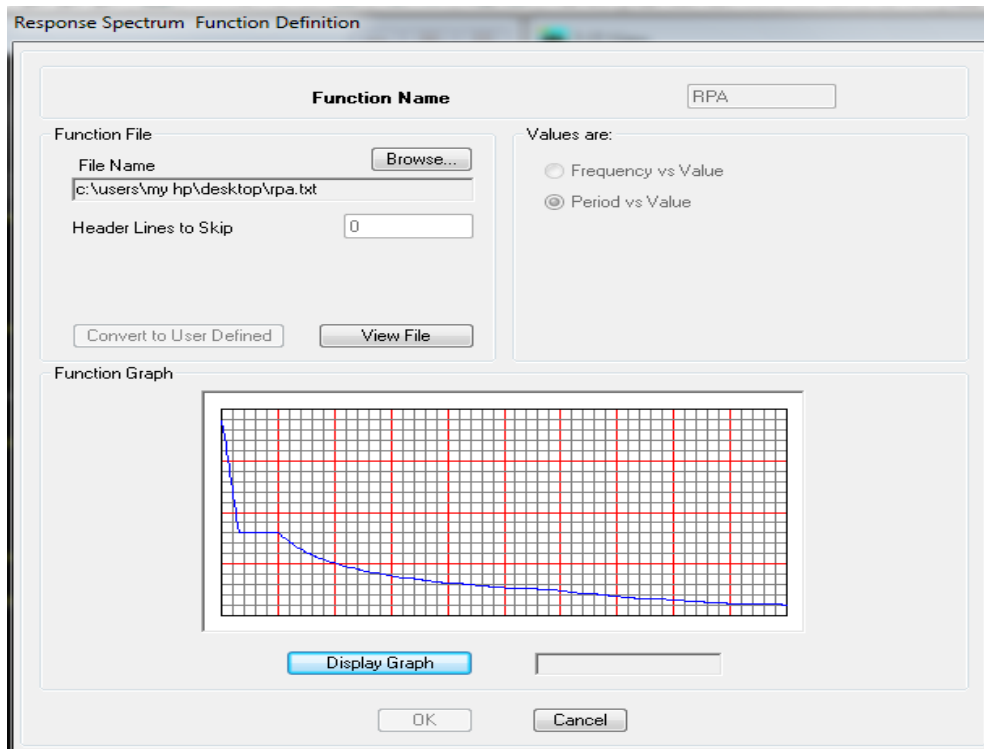 Response Spectrum Function Definition
Function Name
RPA
Function File
File Name
Browse...
c:\users\my hp\desktop\rpa.txt
Header Lines to Skip
0
Convert to User Defined
View File
Values are:
Frequency vs Value
Period vs Value
Function Graph
Display Graph
OK
Cancel